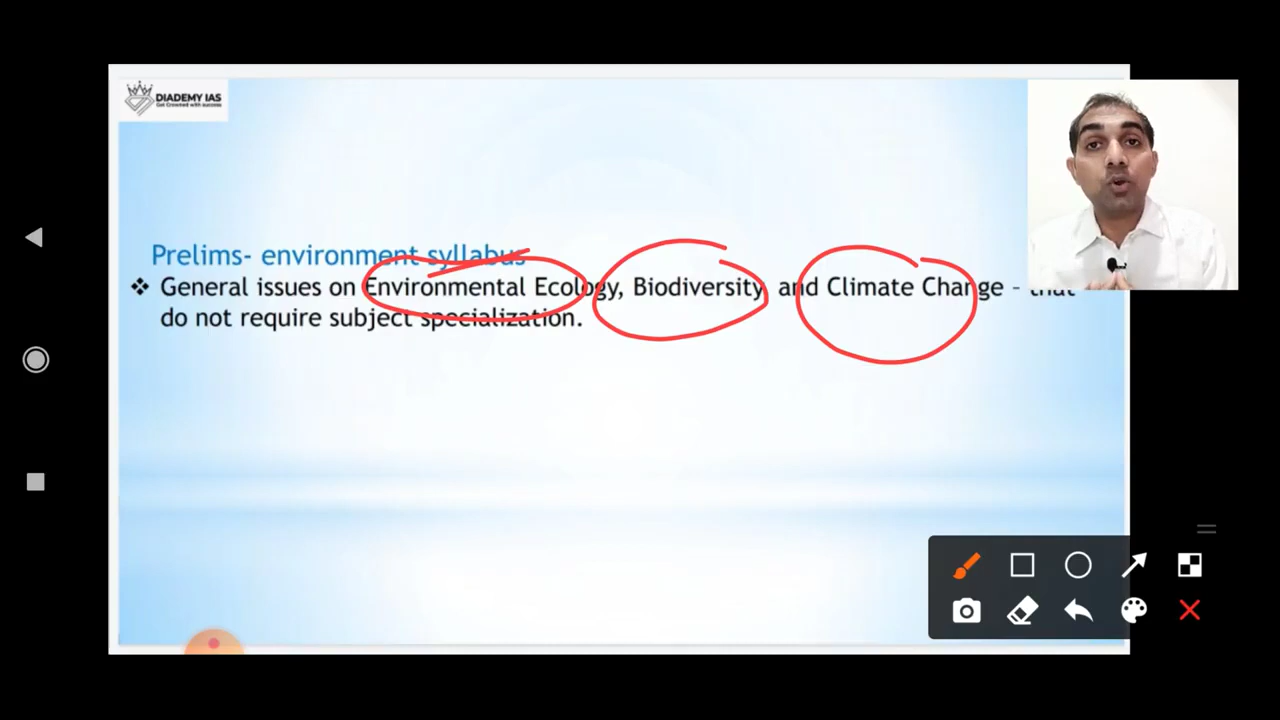 DIADEMY IAS
Get Crowned with success
Prelims- environment syllabus
❖ General issues on Environmental Ecology, Biodiversity, and Climate Change - that
do not require subject specialization.